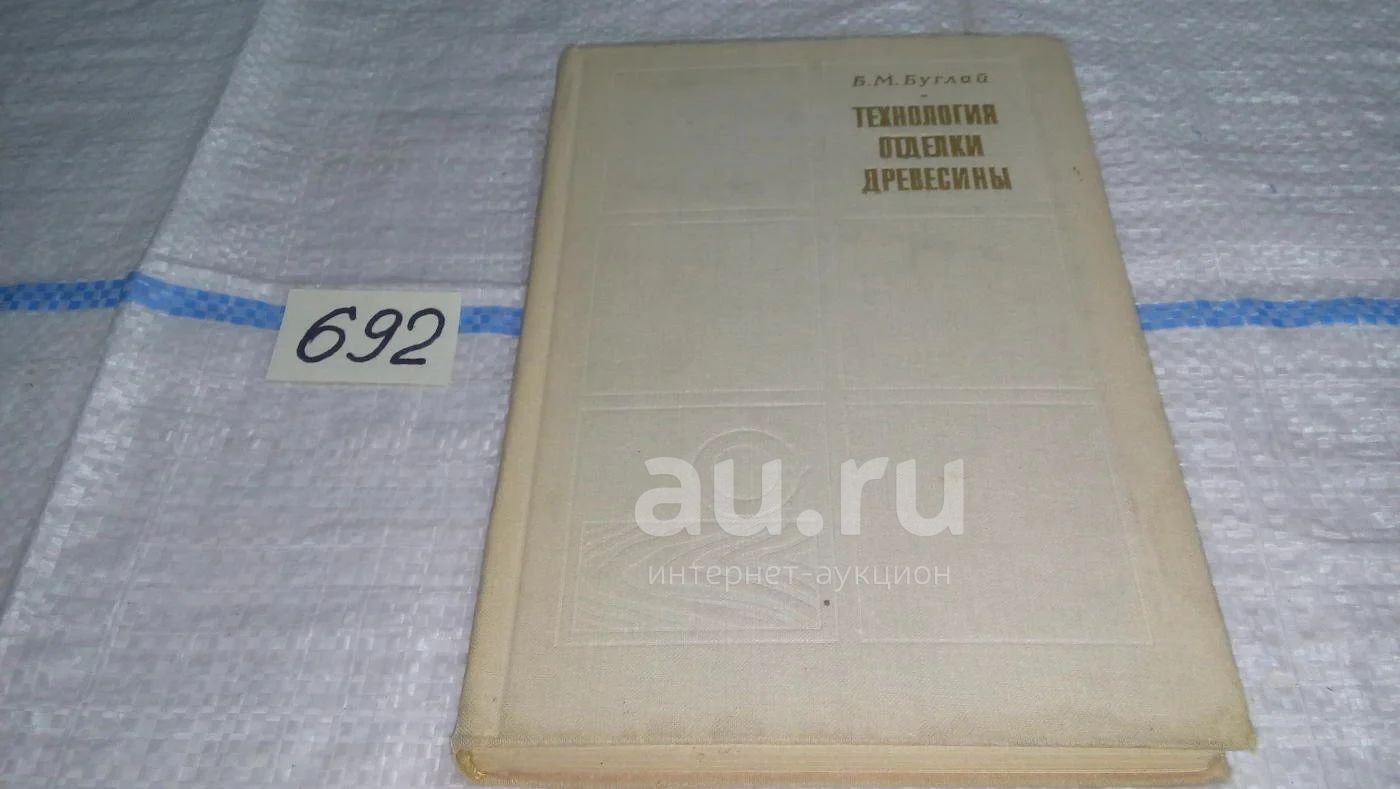 Б.М.Буглай
ТЕХНОЛОГИЯ
ОТДЕЛКИ
ДРЕВЕСИНЫ
692
au.ru
интернет-аукцион